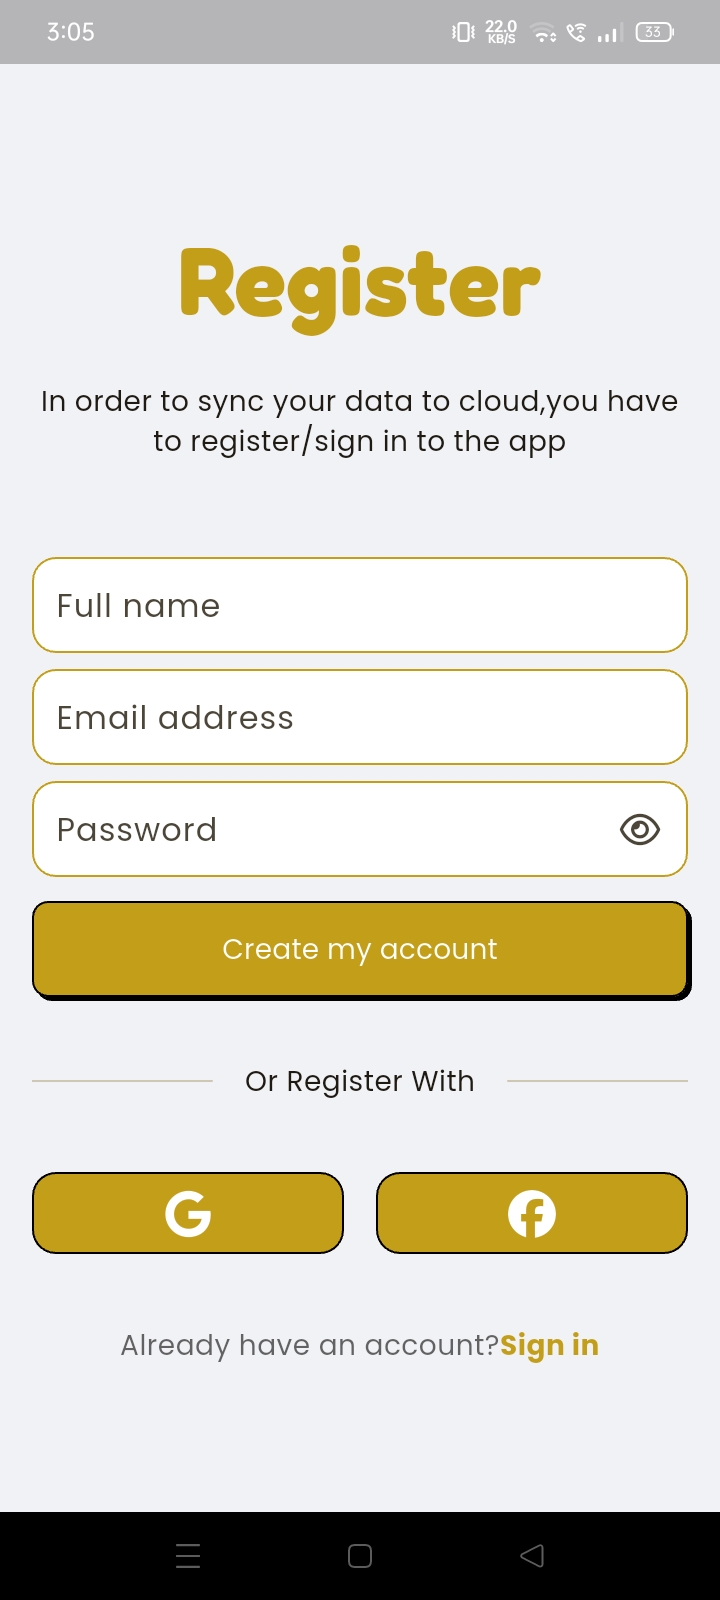 3:05
22.0
KB/S
33
Register
In order to sync your data to cloud,you have
to register/sign in to the app
Full name
Email address
Password
Create my account
Or Register With
Already have an account?Sign in